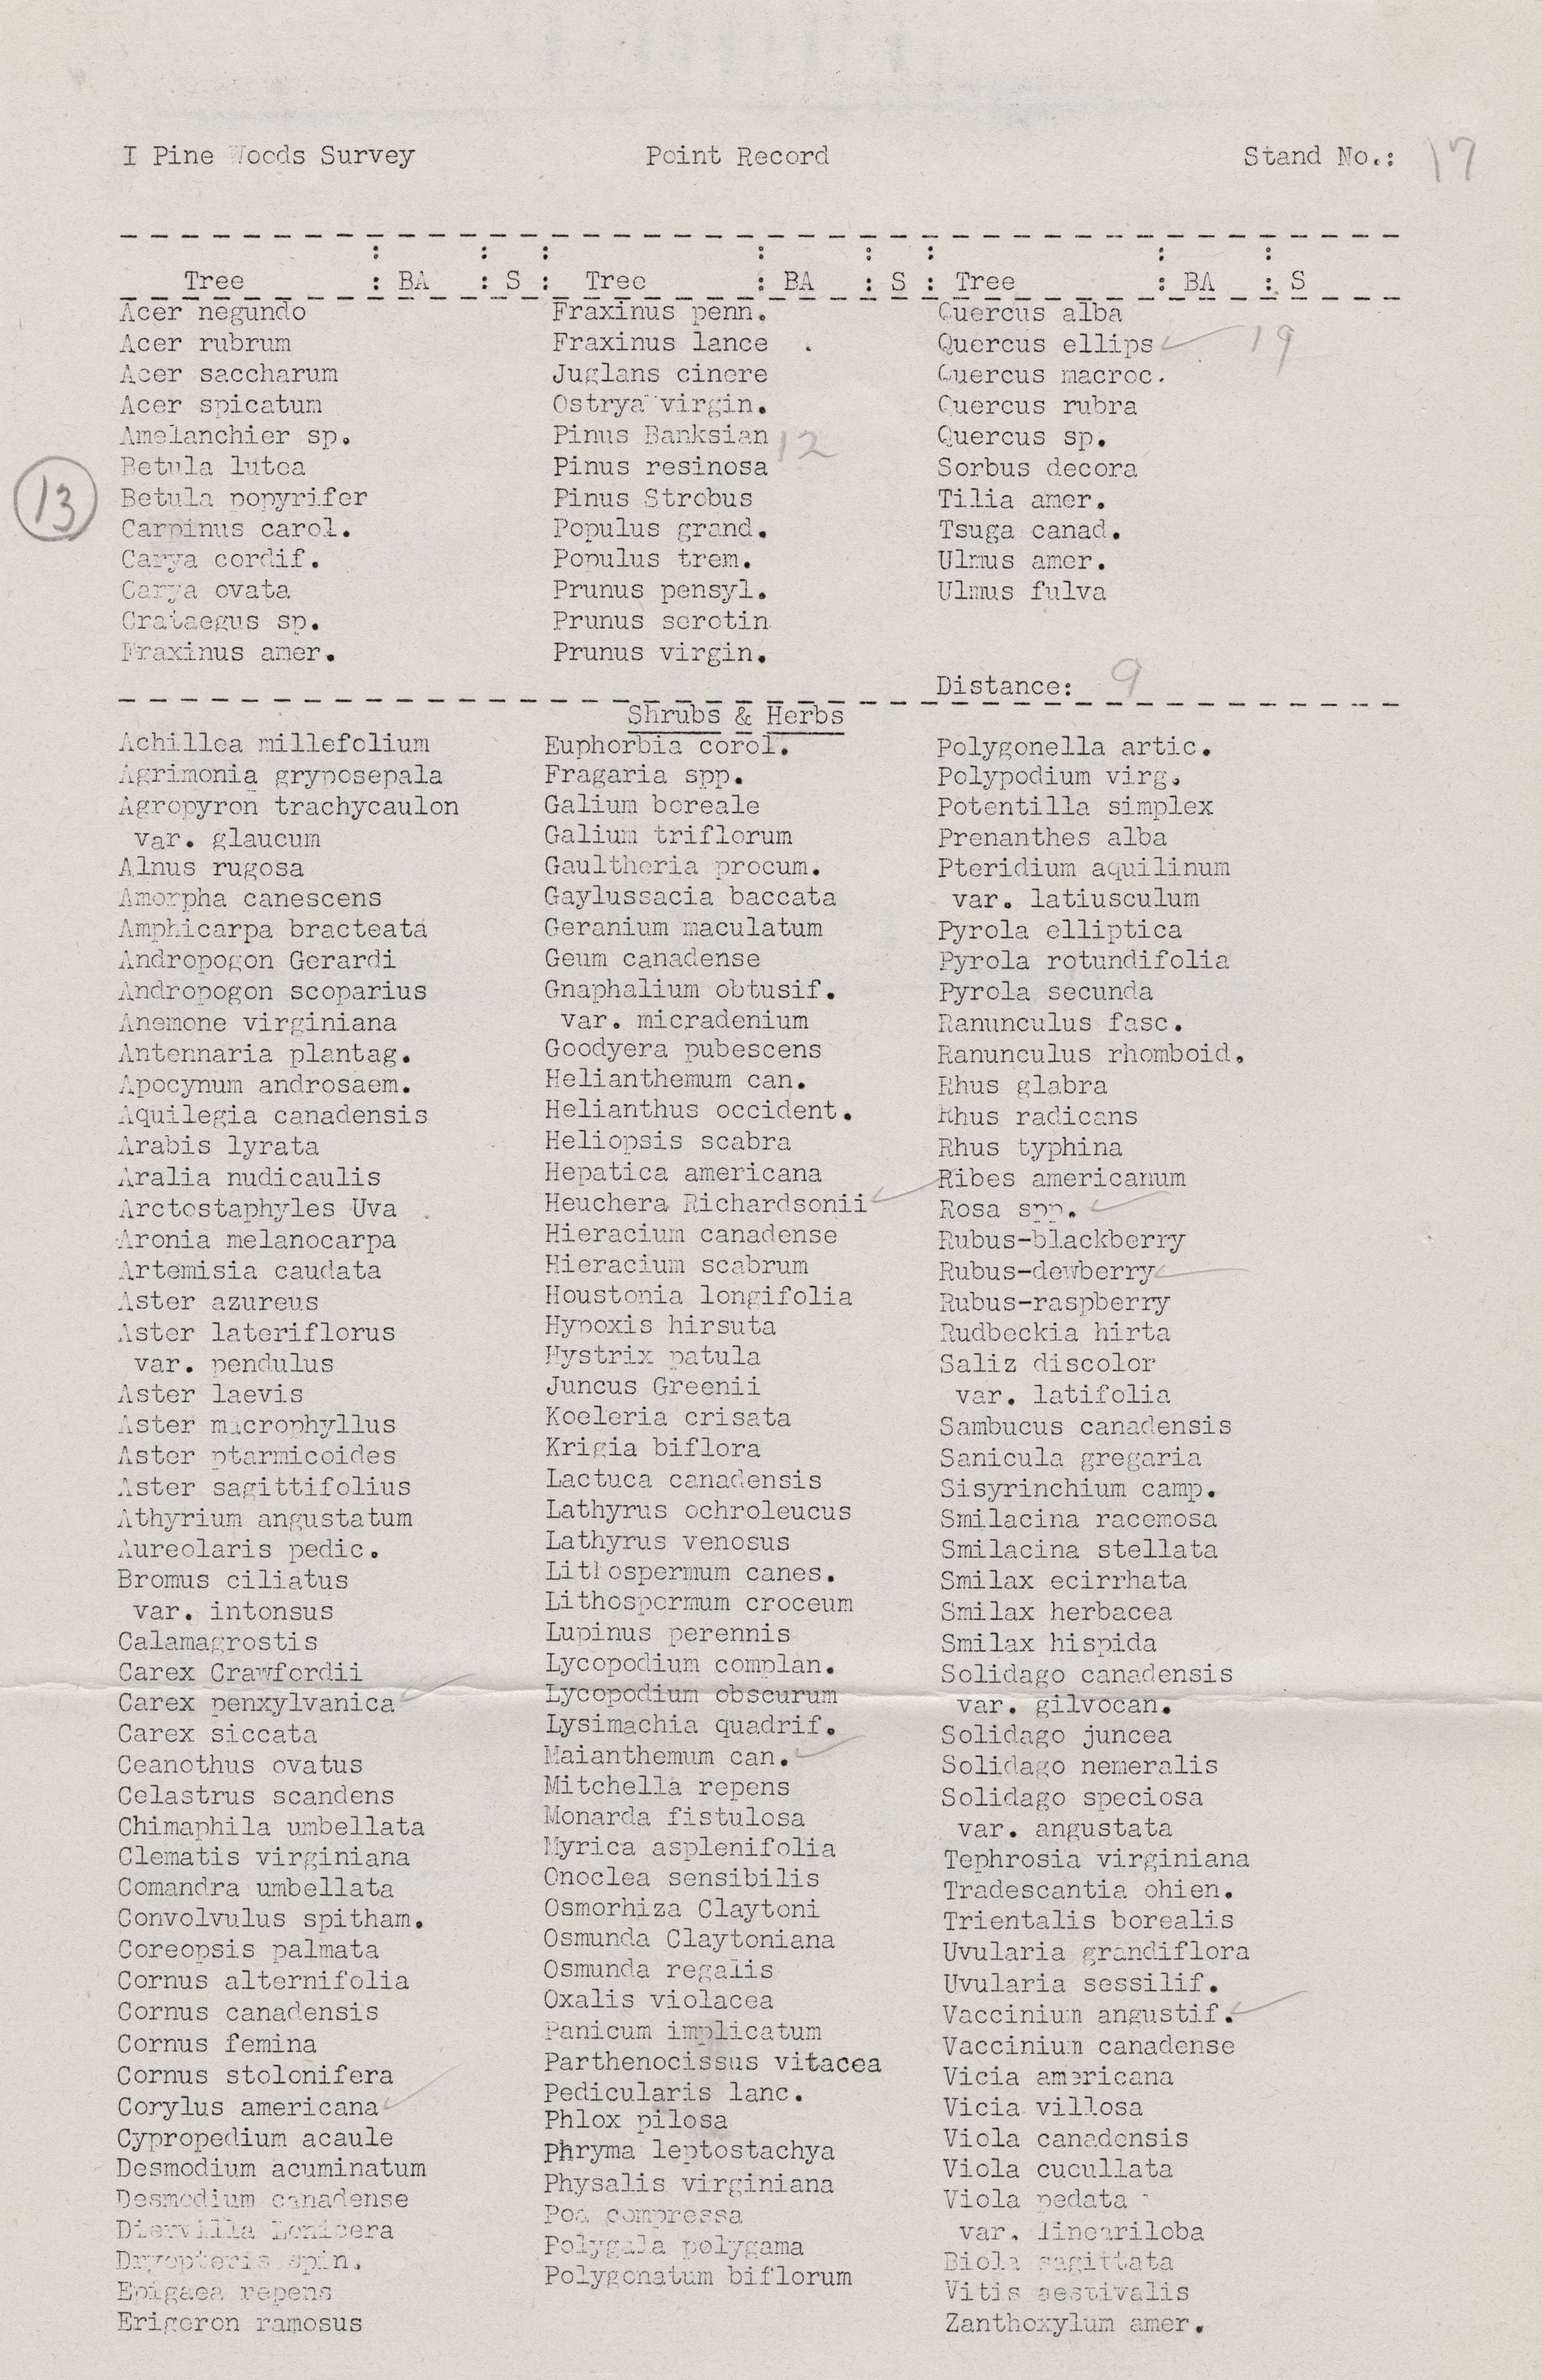 I Pine Woods Survey Point Record Stand No.: 17
Tree : BA : S : Tree : BA : S : Tree : BA : S
Acer negundo
Acer rubrum
Acer saccharum
Acer spicatum
Amelanchier sp.
Betula lutea
13
Betula popyrifer
Carpinus carol.
Carya cordif.
Carya ovata
Crataegus sp.
Fraxinus amer.
Fraxinus penn.
Fraxinus lance .
Juglans cinere
Ostrya virgin.
Pinus Banksian 12
Pinus resinosa
Pinus Strobus
Populus grand.
Populus trem.
Prunus pensyl.
Prunus serotin
Prunus virgin.
Quercus alba
Quercus ellips ✓ 19
Quercus macroc.
Quercus rubra
Quercus sp.
Sorbus decora
Tilia amer.
Tsuga canad.
Ulmus amer.
Ulmus fulva
Distance: 9
Shrubs & Herbs
Achillea millefolium
Agrimonia gryposepala
Agropyron trachycaulon
var. glaucum
Alnus rugosa
Amorpha canescens
Amphicarpa bracteata
Andropogon Gerardi
Andropogon scoparius
Anemone virginiana
Antennaria plantag.
Apocynum androsaem.
Aquilegia canadensis
Arabis lyrata
Aralia nudicaulis
Arctostaphyles Uva .
Aronia melanocarpa
Artemisia caudata
Aster azureus
Aster lateriflorus
var. pendulus
Aster laevis
Aster macrophyllus
Aster ptarmicoides
Aster sagittifolius
Athyrium angustatum
Aureolaris pedic.
Bromus ciliatus
var. intonsus
Calamagrostis
Carex Crawfordii
Carex penxylvanica ✓
Carex siccata
Ceanothus ovatus
Celastrus scandens
Chimaphila umbellata
Clematis virginiana
Comandra umbellata
Convolvulus spitham.
Coreopsis palmata
Cornus alternifolia
Cornus canadensis
Cornus femina
Cornus stolonifera
Corylus americana ✓
Cypropedium acaule
Desmodium acuminatum
Desmodium canadense
Diervilla Lonicera
Dryopteris spin.
Epigaea repens
Erigeron ramosus
Euphorbia corol.
Fragaria spp.
Galium boreale
Galium triflorum
Gaultheria procum.
Gaylussacia baccata
Geranium maculatum
Geum canadense
Gnaphalium obtusif.
var. micradenium
Goodyera pubescens
Helianthemum can.
Helianthus occident.
Heliopsis scabra
Hepatica americana
Heuchera Richardsonii ✓
Hieracium canadense
Hieracium scabrum
Houstonia longifolia
Hypoxis hirsuta
Hystrix patula
Juncus Greenii
Koeleria crisata
Krigia biflora
Lactuca canadensis
Lathyrus ochroleucus
Lathyrus venosus
Lithospermum canes.
Lithospermum croceum
Lupinus perennis
Lycopodium complan.
Lycopodium obscurum
Lysimachia quadrif.
Maianthemum can. ✓
Mitchella repens
Monarda fistulosa
Myrica asplenifolia
Onoclea sensibilis
Osmorhiza Claytoni
Osmunda Claytoniana
Osmunda regalis
Oxalis violacea
Panicum implicatum
Parthenocissus vitacea
Pedicularis lanc.
Phlox pilosa
Phryma leptostachya
Physalis virginiana
Poa compressa
Polygala polygama
Polygonatum biflorum
Polygonella artic.
Polypodium virg.
Potentilla simplex
Prenanthes alba
Pteridium aquilinum
var. latiusculum
Pyrola elliptica
Pyrola rotundifolia
Pyrola secunda
Ranunculus fasc.
Ranunculus rhomboid.
Rhus glabra
Rhus radicans
Rhus typhina
Ribes americanum
Rosa spp. ✓
Rubus-blackberry
Rubus-dewberry ✓
Rubus-raspberry
Rudbeckia hirta
Saliz discolor
var. latifolia
Sambucus canadensis
Sanicula gregaria
Sisyrinchium camp.
Smilacina racemosa
Smilacina stellata
Smilax ecirrhata
Smilax herbacea
Smilax hispida
Solidago canadensis
var. gilvocan.
Solidago juncea
Solidago nemeralis
Solidago speciosa
var. angustata
Tephrosia virginiana
Tradescantia ohien.
Trientalis borealis
Uvularia grandiflora
Uvularia sessilif.
Vaccinium angustif. ✓
Vaccinium canadense
Vicia americana
Vicia villosa
Viola canadensis
Viola cucullata
Viola pedata
var. lineariloba
Biola sagittata
Vitis aestivalis
Zanthoxylum amer.